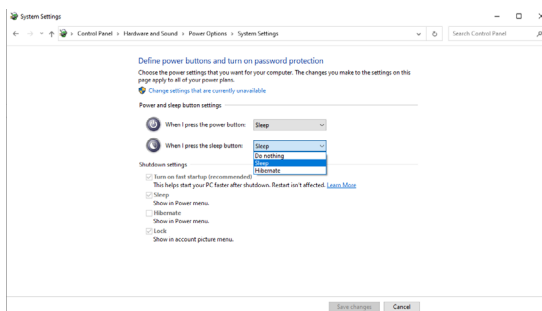 System Settings
Control Panel > Hardware and Sound > Power Options > System Settings
Search Control Panel
Define power buttons and turn on password protection
Choose the power settings that you want for your computer. The changes you make to the settings on this
page apply to all of your power plans.
Change settings that are currently unavailable
Power and sleep button settings
When I press the power button: Sleep
When I press the sleep button: Sleep
Do nothing
Sleep
Hibernate
Shutdown settings
Turn on fast startup (recommended)
This helps start your PC faster after shutdown. Restart isn't affected. Learn More
Sleep
Show in Power menu.
Hibernate
Show in Power menu.
Lock
Show in account picture menu.
Save changes Cancel